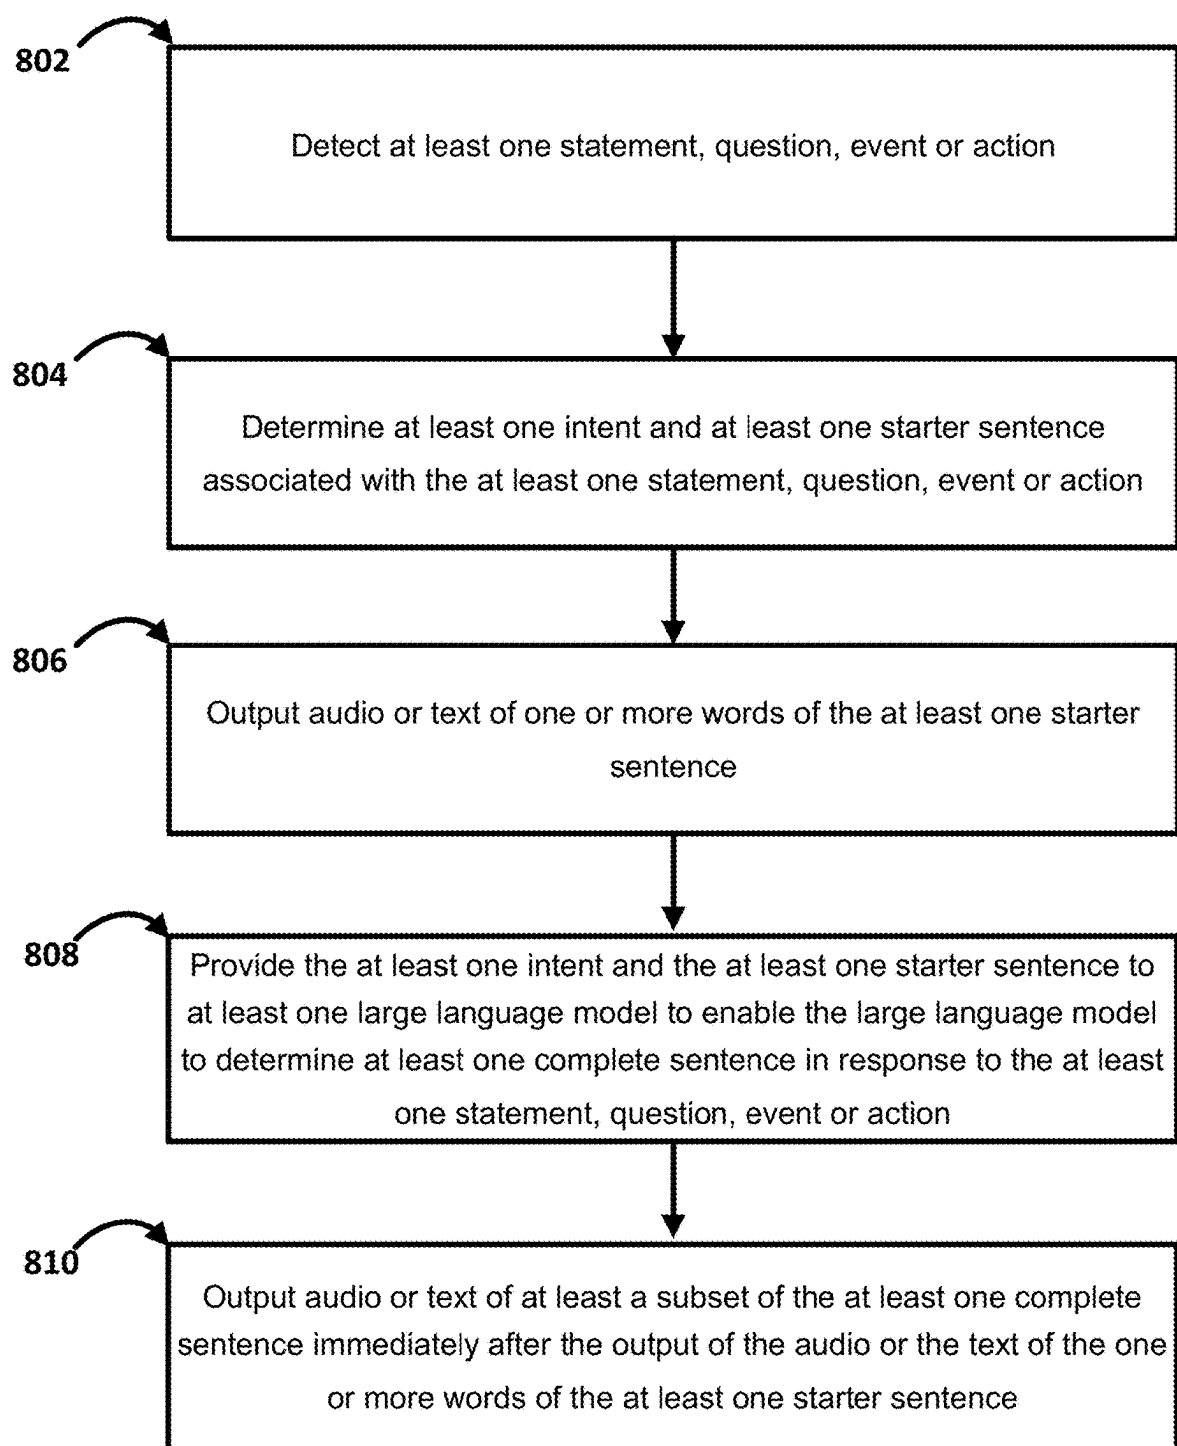 802
Detect at least one statement, question, event or action
804
Determine at least one intent and at least one starter sentence
associated with the at least one statement, question, event or action
806
Output audio or text of one or more words of the at least one starter
sentence
808
Provide the at least one intent and the at least one starter sentence to
at least one large language model to enable the large language model
to determine at least one complete sentence in response to the at least
one statement, question, event or action
810
Output audio or text of at least a subset of the at least one complete
sentence immediately after the output of the audio or the text of the one
or more words of the at least one starter sentence